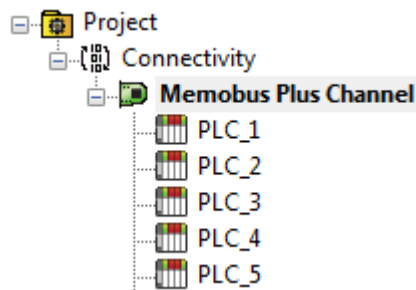 Project
Connectivity
Memobus Plus Channel
PLC_1
PLC_2
PLC_3
PLC_4
PLC_5